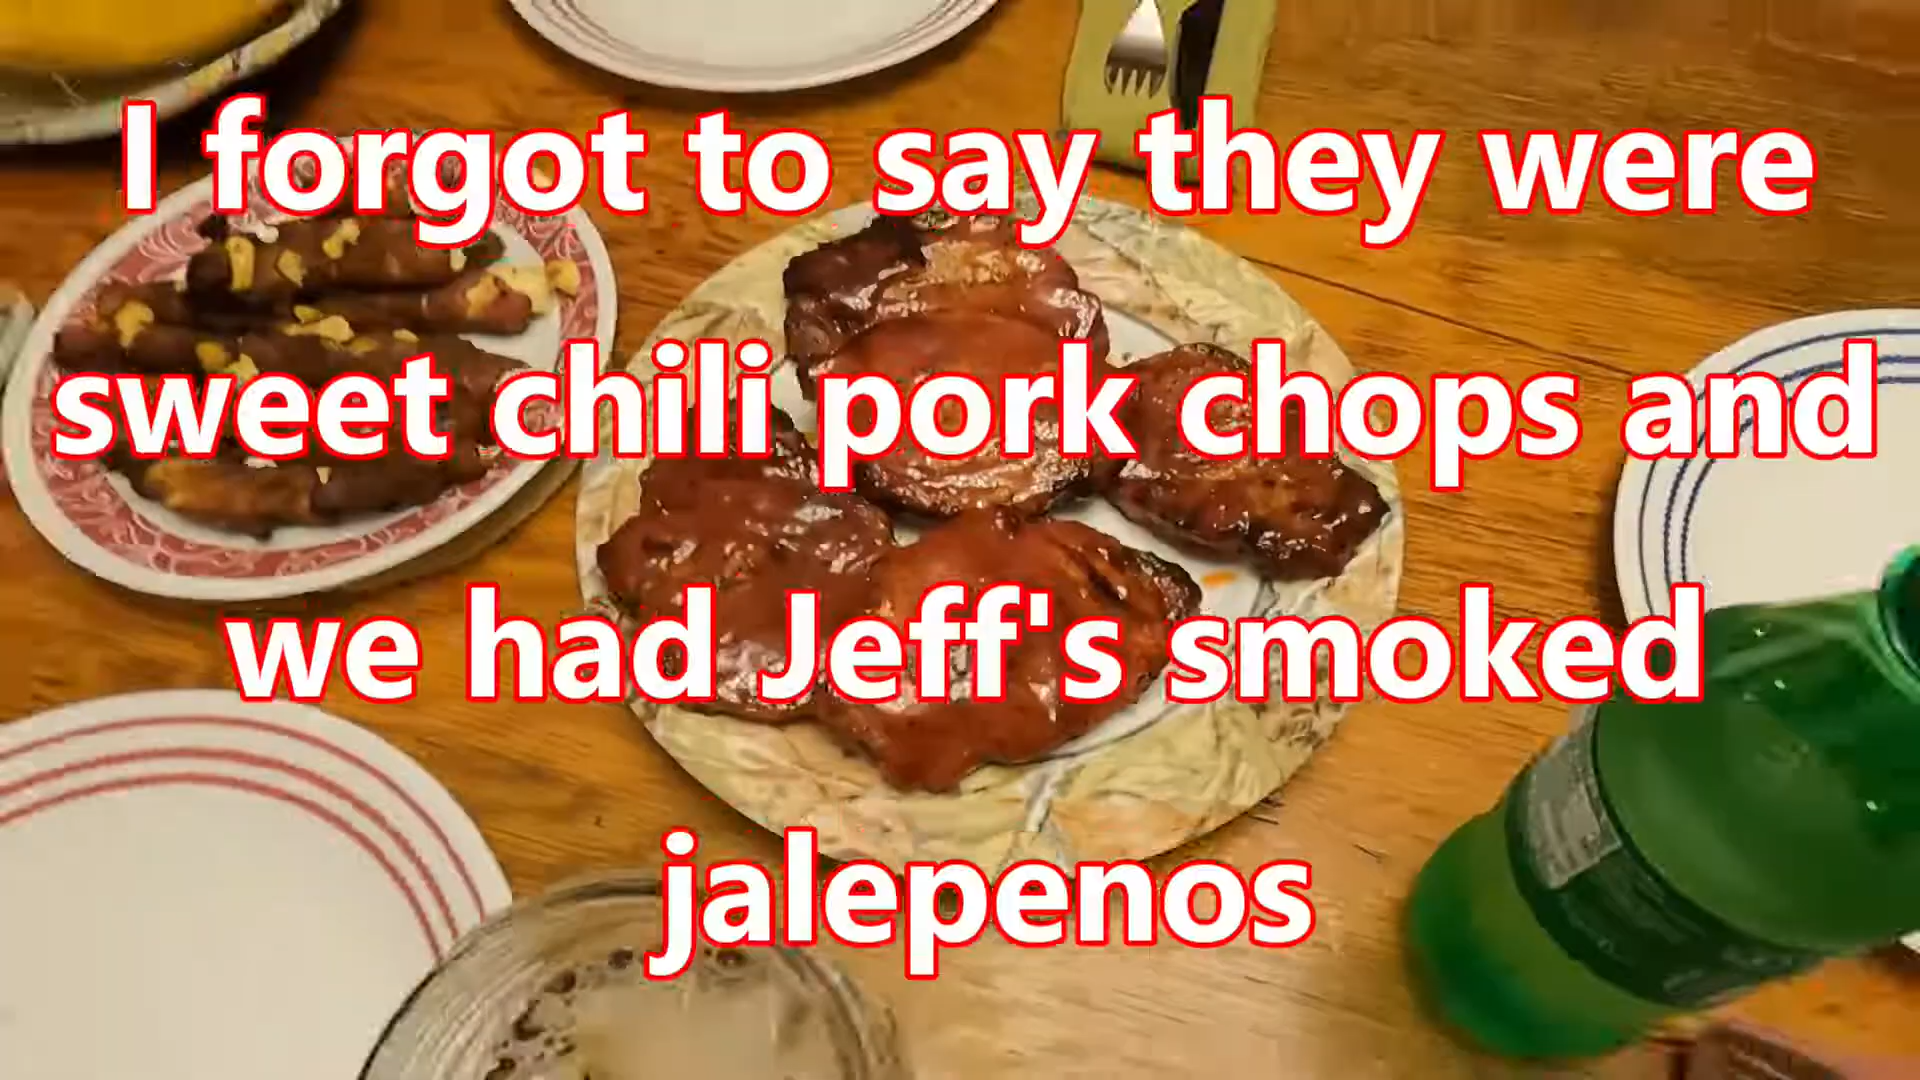 I forgot to say they were
sweet chili pork chops and
we had Jeff's smoked
jalepenos